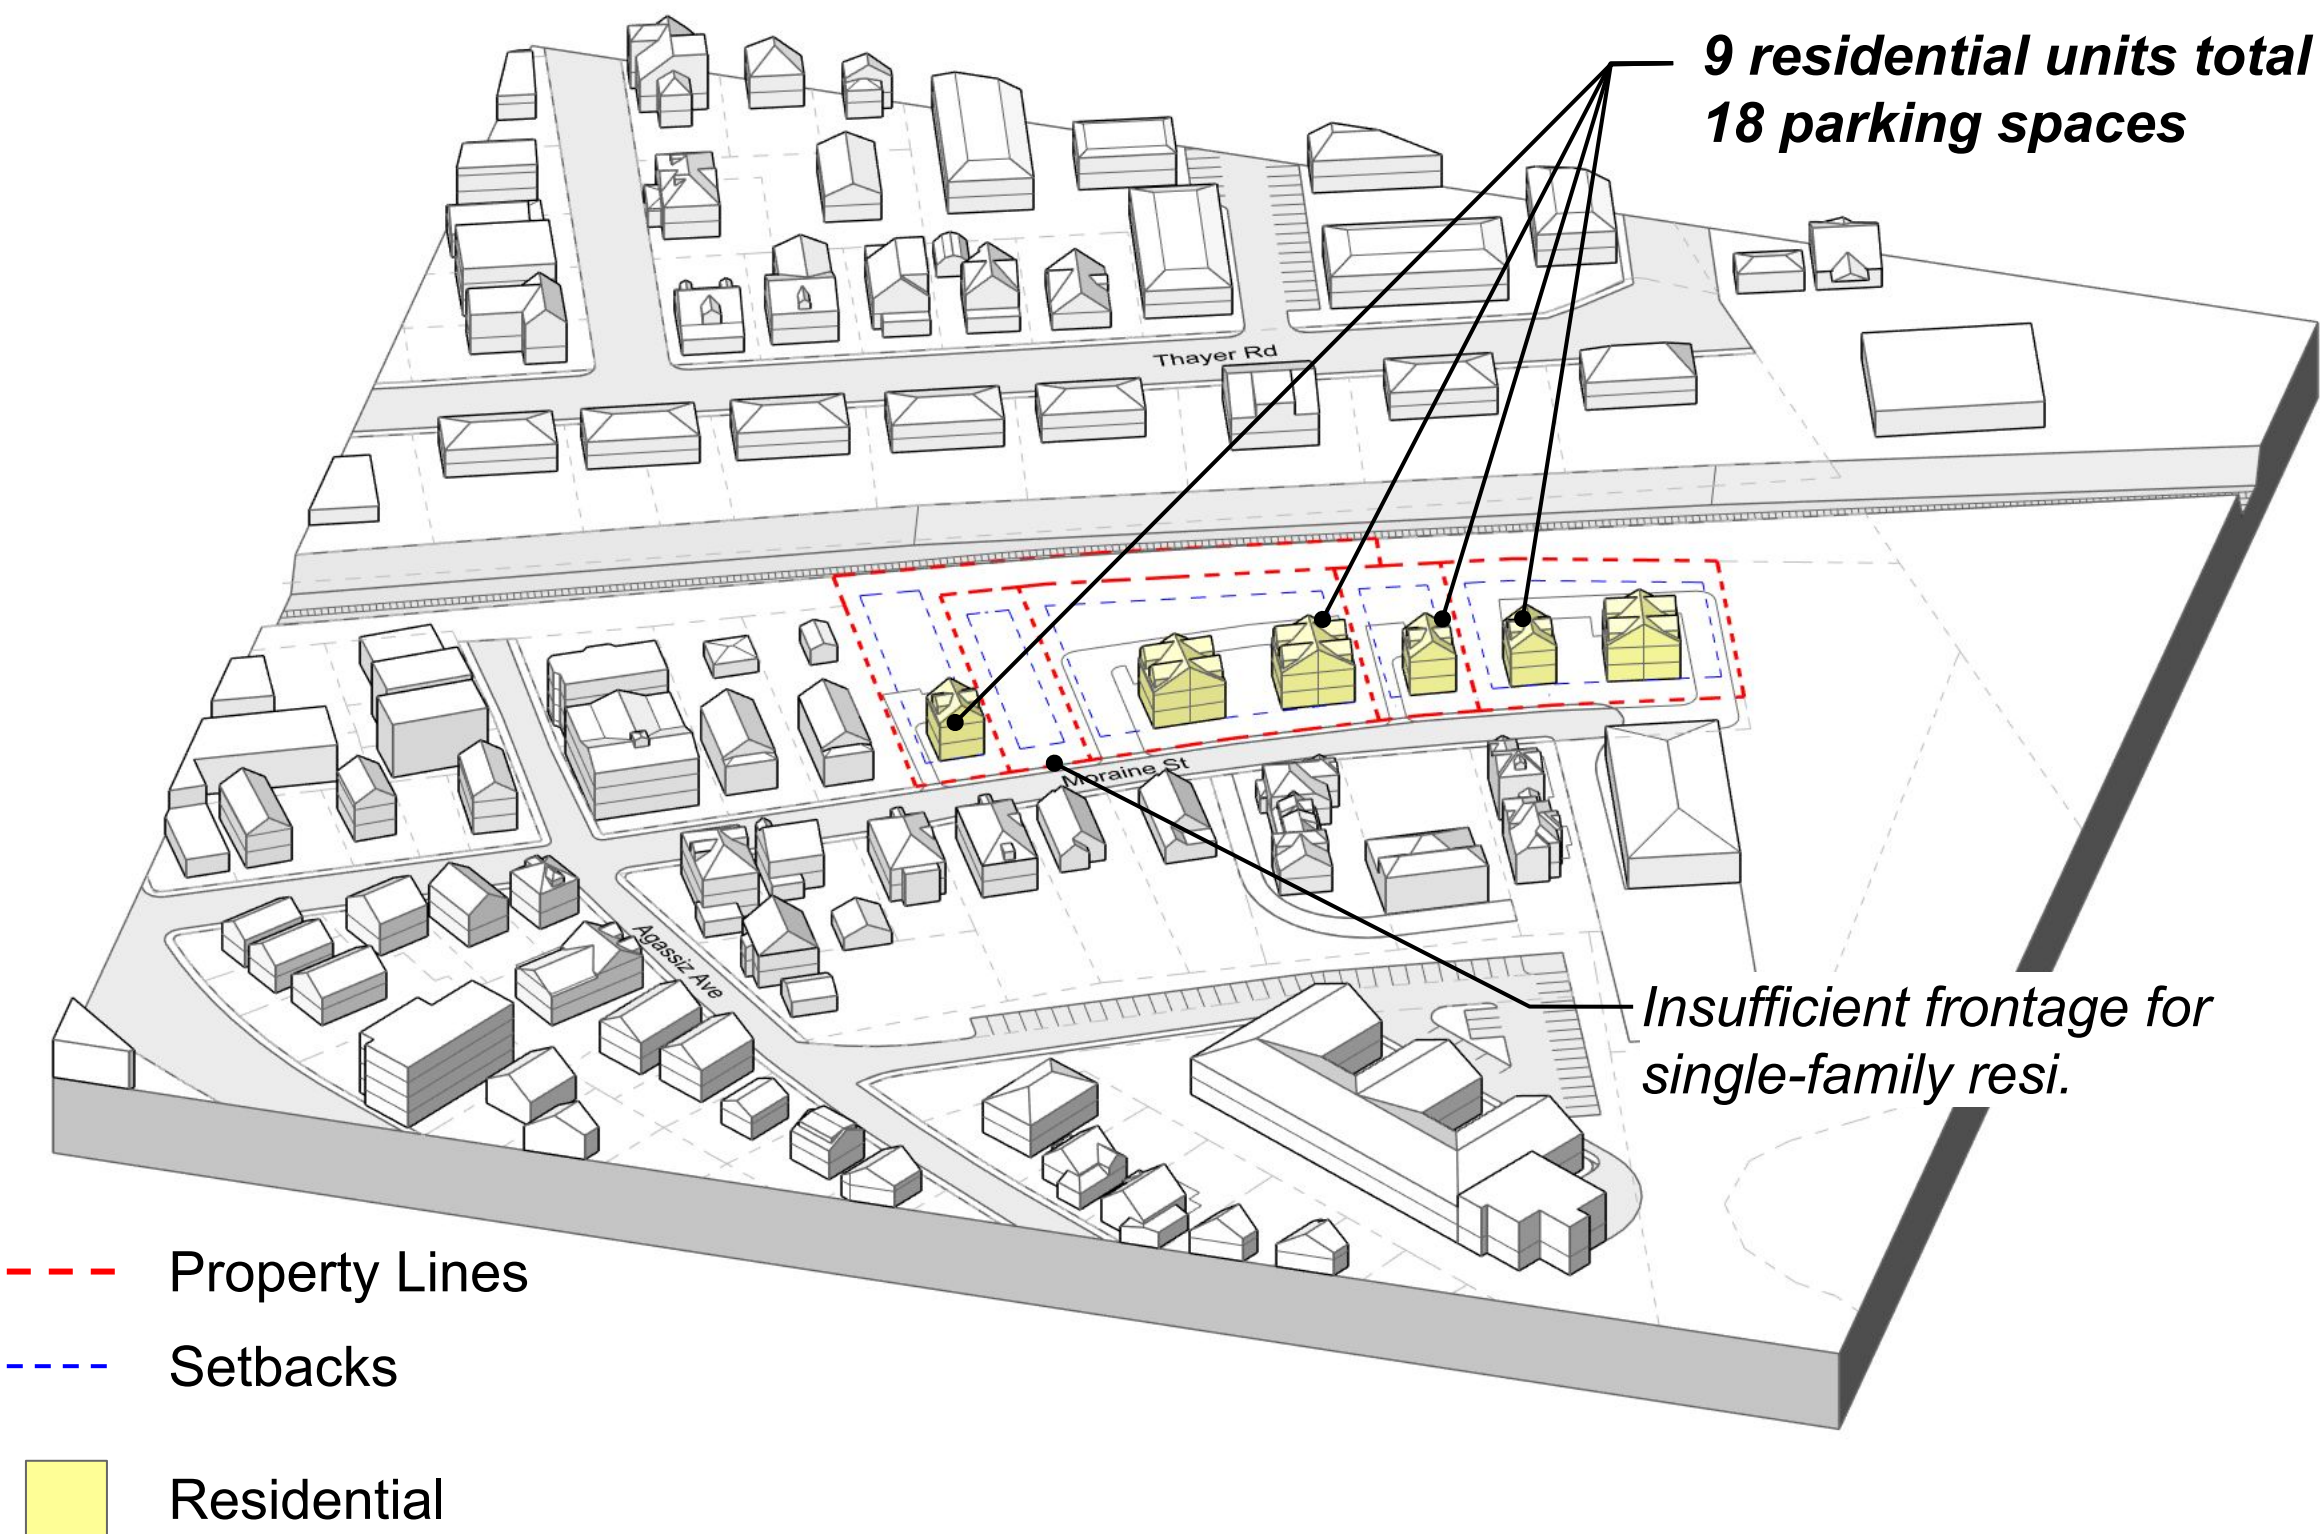 9 residential units total
18 parking spaces
Thayer Rd
Moraine St
Agassiz Ave
Insufficient frontage for
single-family resi.
Property Lines
Setbacks
Residential